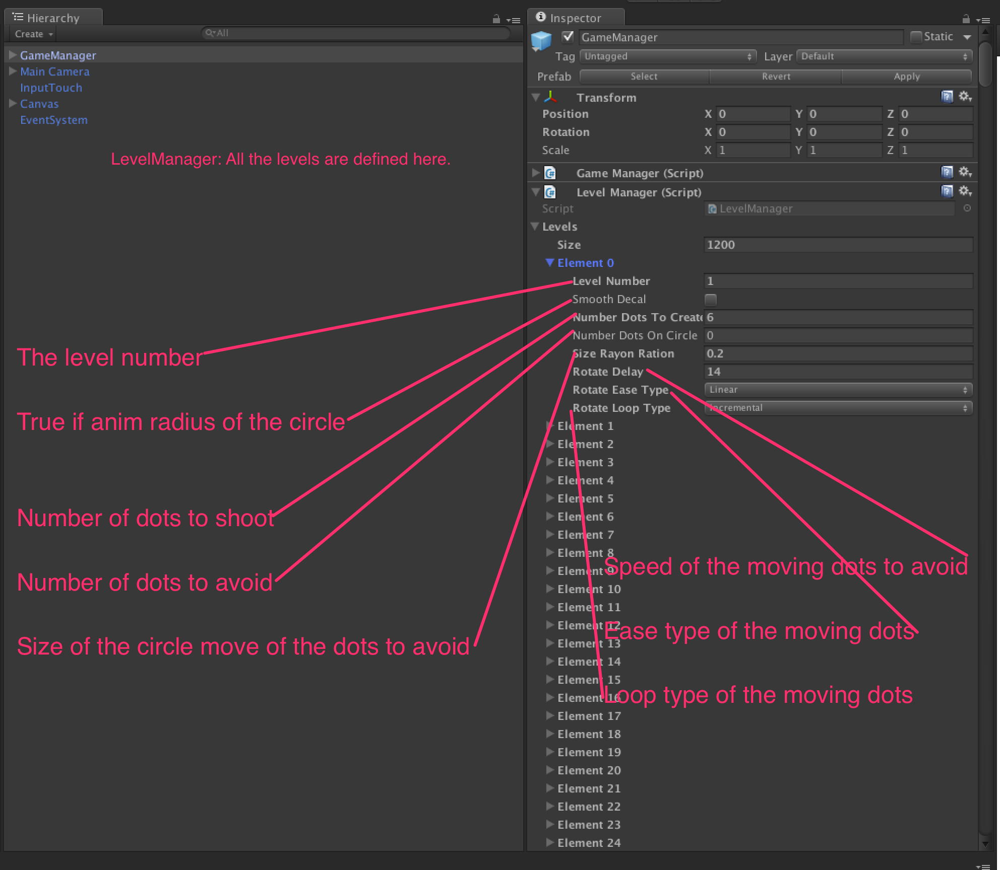 Hierarchy
Create
All
GameManager
Main Camera
InputTouch
Canvas
EventSystem
LevelManager: All the levels are defined here.
The level number
True if anim radius of the circle
Number of dots to shoot
Number of dots to avoid
Size of the circle move of the dots to avoid
Inspector
GameManager Static
Tag Untagged Layer Default
Prefab Select Revert Apply
Transform
Position X 0 Y 0 Z 0
Rotation X 0 Y 0 Z 0
Scale X 1 Y 1 Z 1
Game Manager (Script)
Level Manager (Script)
Script LevelManager
Levels
Size 1200
Element 0
Level Number 1
Smooth Decal
Number Dots To Create 6
Number Dots On Circle 0
Size Rayon Ration 0.2
Rotate Delay 14
Rotate Ease Type Linear
Rotate Loop Type Incremental
Element 1
Element 2
Element 3
Element 4
Element 5
Element 6
Element 7
Element 8
Speed of the moving dots to avoid
Element 9
Element 10
Element 11
Element 12
Ease type of the moving dots
Element 13
Element 14
Element 15
Element 16
Loop type of the moving dots
Element 17
Element 18
Element 19
Element 20
Element 21
Element 22
Element 23
Element 24